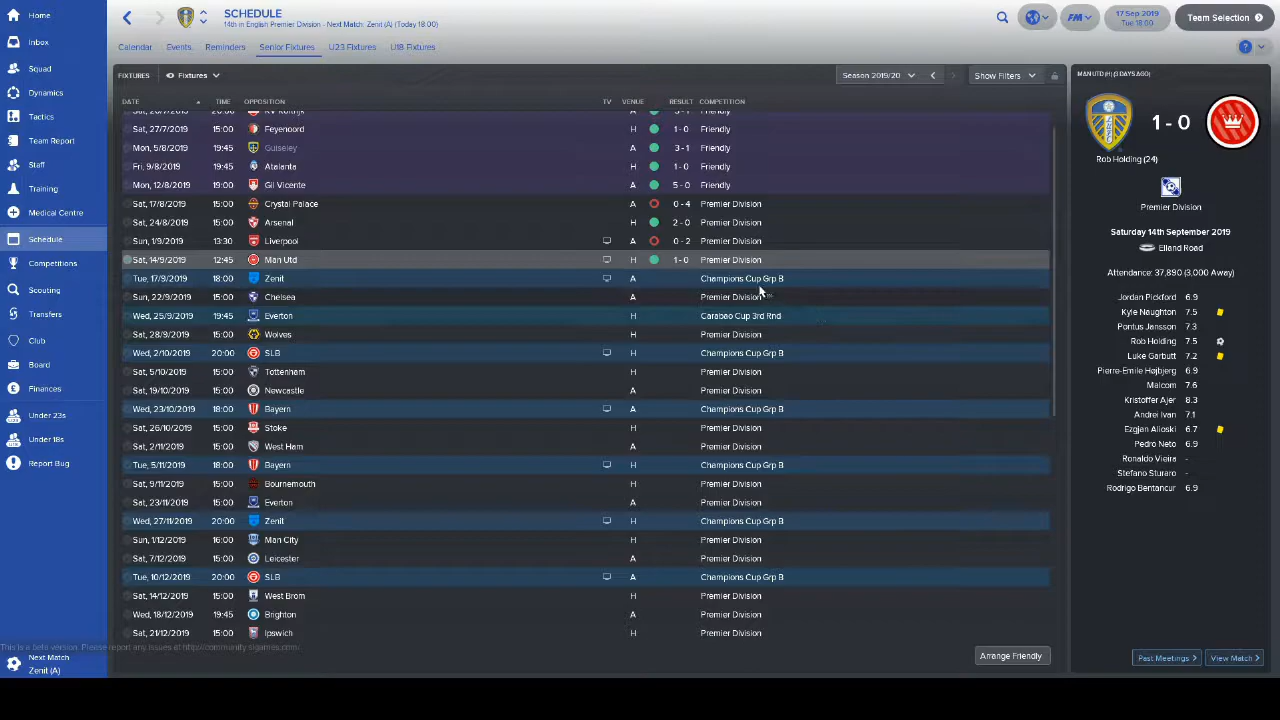 Home
Inbox
Squad
Dynamics
Tactics
Team Report
Staff
Training
Medical Centre
Schedule
Competitions
Scouting
Transfers
Club
Board
Finances
Under 23s
Under 18s
Report Bug
This is a beta version. Please report any issues at http://community.sigames.com
Next Match
Zenit (A)
SCHEDULE
14th in English Premier Division - Next Match: Zenit (A) (Today 18.00)
FM
17 Sep 2019
Tue 18:00
Team Selection
Calendar Events Reminders Senior Fixtures U23 Fixtures U18 Fixtures
?
FIXTURES Fixtures Season 2019/20 Show Filters
DATE TIME OPPOSITION TV VENUE RESULT COMPETITION
Sat, 27/7/2019 15:00 Feyenoord H 1 - 0 Friendly
Mon, 5/8/2019 19:45 Guiseley A 3 - 1 Friendly
Fri, 9/8/2019 19:45 Atalanta H 1 - 0 Friendly
Mon, 12/8/2019 19:00 Gil Vicente A 5 - 0 Friendly
Sat, 17/8/2019 15:00 Crystal Palace A 0 - 4 Premier Division
Sat, 24/8/2019 15:00 Arsenal H 2 - 0 Premier Division
Sun, 1/9/2019 13:30 Liverpool A 0 - 2 Premier Division
Sat, 14/9/2019 12:45 Man Utd H 1 - 0 Premier Division
Tue, 17/9/2019 18:00 Zenit A Champions Cup Grp B
Sun, 22/9/2019 15:00 Chelsea A Premier Division
Wed, 25/9/2019 19:45 Everton H Carabao Cup 3rd Rnd
Sat, 28/9/2019 15:00 Wolves H Premier Division
Wed, 2/10/2019 20:00 SLB H Champions Cup Grp B
Sat, 5/10/2019 15:00 Tottenham H Premier Division
Sat, 19/10/2019 15:00 Newcastle A Premier Division
Wed, 23/10/2019 18:00 Bayern A Champions Cup Grp B
Sat, 26/10/2019 15:00 Stoke H Premier Division
Sat, 2/11/2019 15:00 West Ham A Premier Division
Tue, 5/11/2019 18:00 Bayern H Champions Cup Grp B
Sat, 9/11/2019 15:00 Bournemouth H Premier Division
Sat, 23/11/2019 15:00 Everton A Premier Division
Wed, 27/11/2019 20:00 Zenit H Champions Cup Grp B
Sun, 1/12/2019 16:00 Man City H Premier Division
Sat, 7/12/2019 15:00 Leicester A Premier Division
Tue, 10/12/2019 20:00 SLB A Champions Cup Grp B
Sat, 14/12/2019 15:00 West Brom H Premier Division
Wed, 18/12/2019 19:45 Brighton A Premier Division
Sat, 21/12/2019 15:00 Ipswich H Premier Division
Arrange Friendly
MAN UTD (H) (3 DAYS AGO)
1 - 0
Rob Holding (24)
Premier Division
Saturday 14th September 2019
Elland Road
Attendance: 37,890 (3,000 Away)
Jordan Pickford 6.9
Kyle Naughton 7.5
Pontus Jansson 7.3
Rob Holding 7.5
Luke Garbutt 7.2
Pierre-Emile Højbjerg 6.9
Malcom 7.6
Kristoffer Ajer 8.3
Andrei Ivan 7.1
Ezgjan Alioski 6.7
Pedro Neto 6.9
Ronaldo Vieira -
Stefano Sturaro -
Rodrigo Bentancur 6.9
Past Meetings
View Match